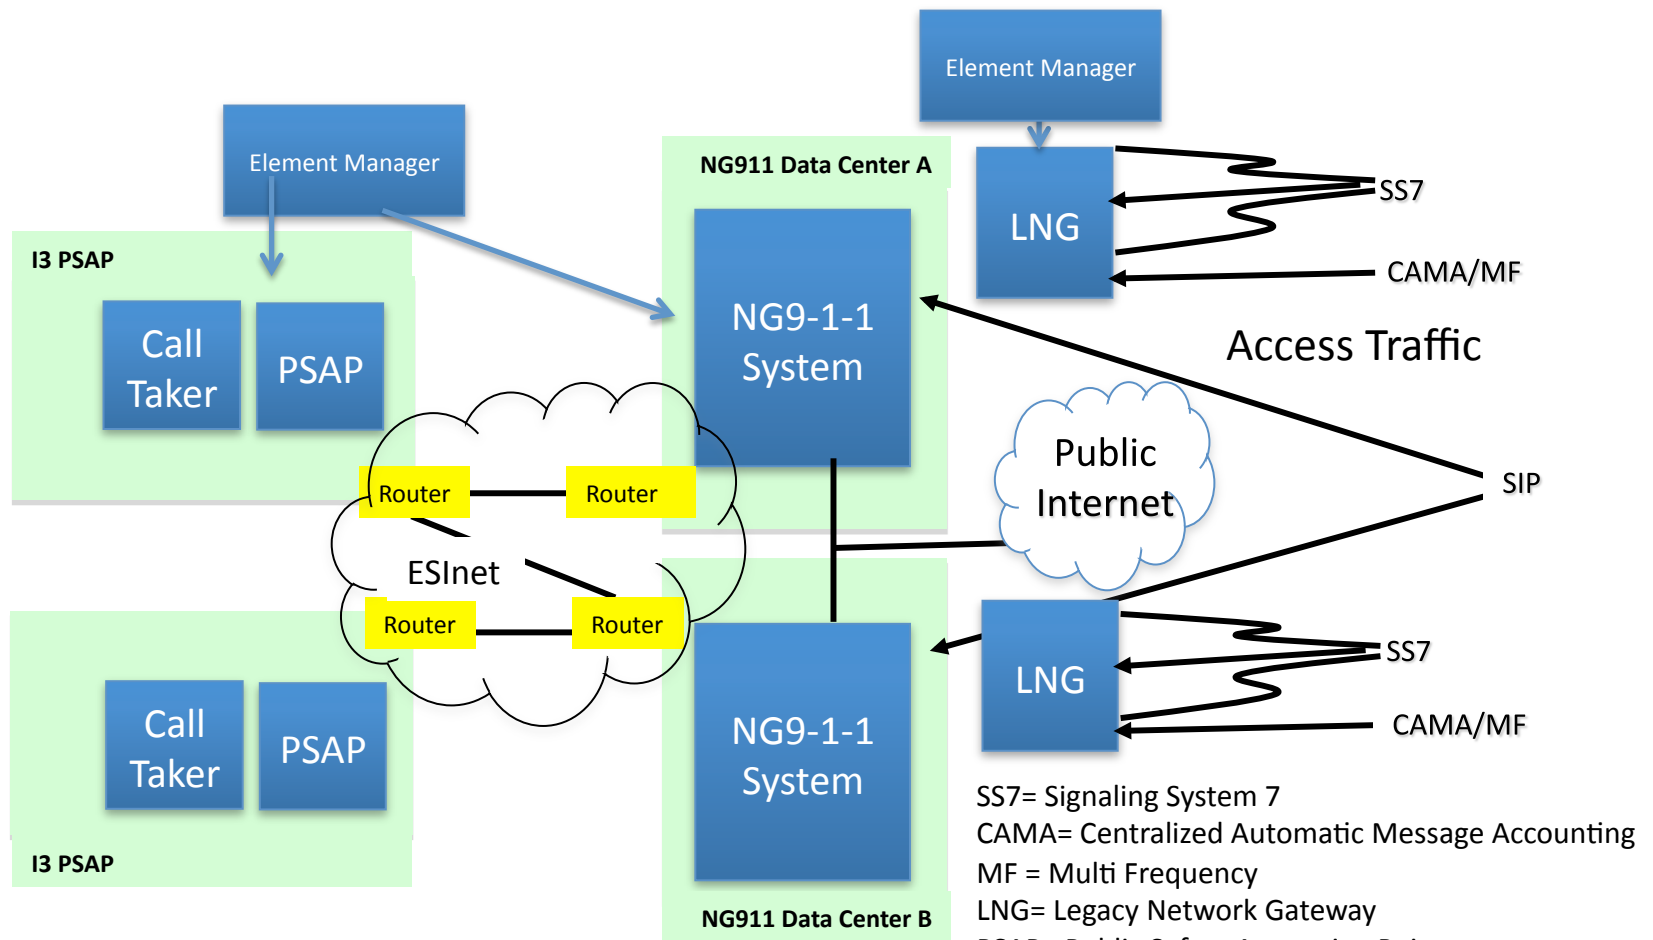 Element Manager
Element Manager
NG911 Data Center A
I3 PSAP
LNG
SS7
CAMA/MF
Call
Taker
PSAP
NG9-1-1
System
Access Traffic
Public
Internet
SIP
Router
Router
ESInet
Router
Router
LNG
SS7
CAMA/MF
Call
Taker
PSAP
NG9-1-1
System
I3 PSAP
NG911 Data Center B
SS7= Signaling System 7
CAMA= Centralized Automatic Message Accounting
MF = Multi Frequency
LNG= Legacy Network Gateway